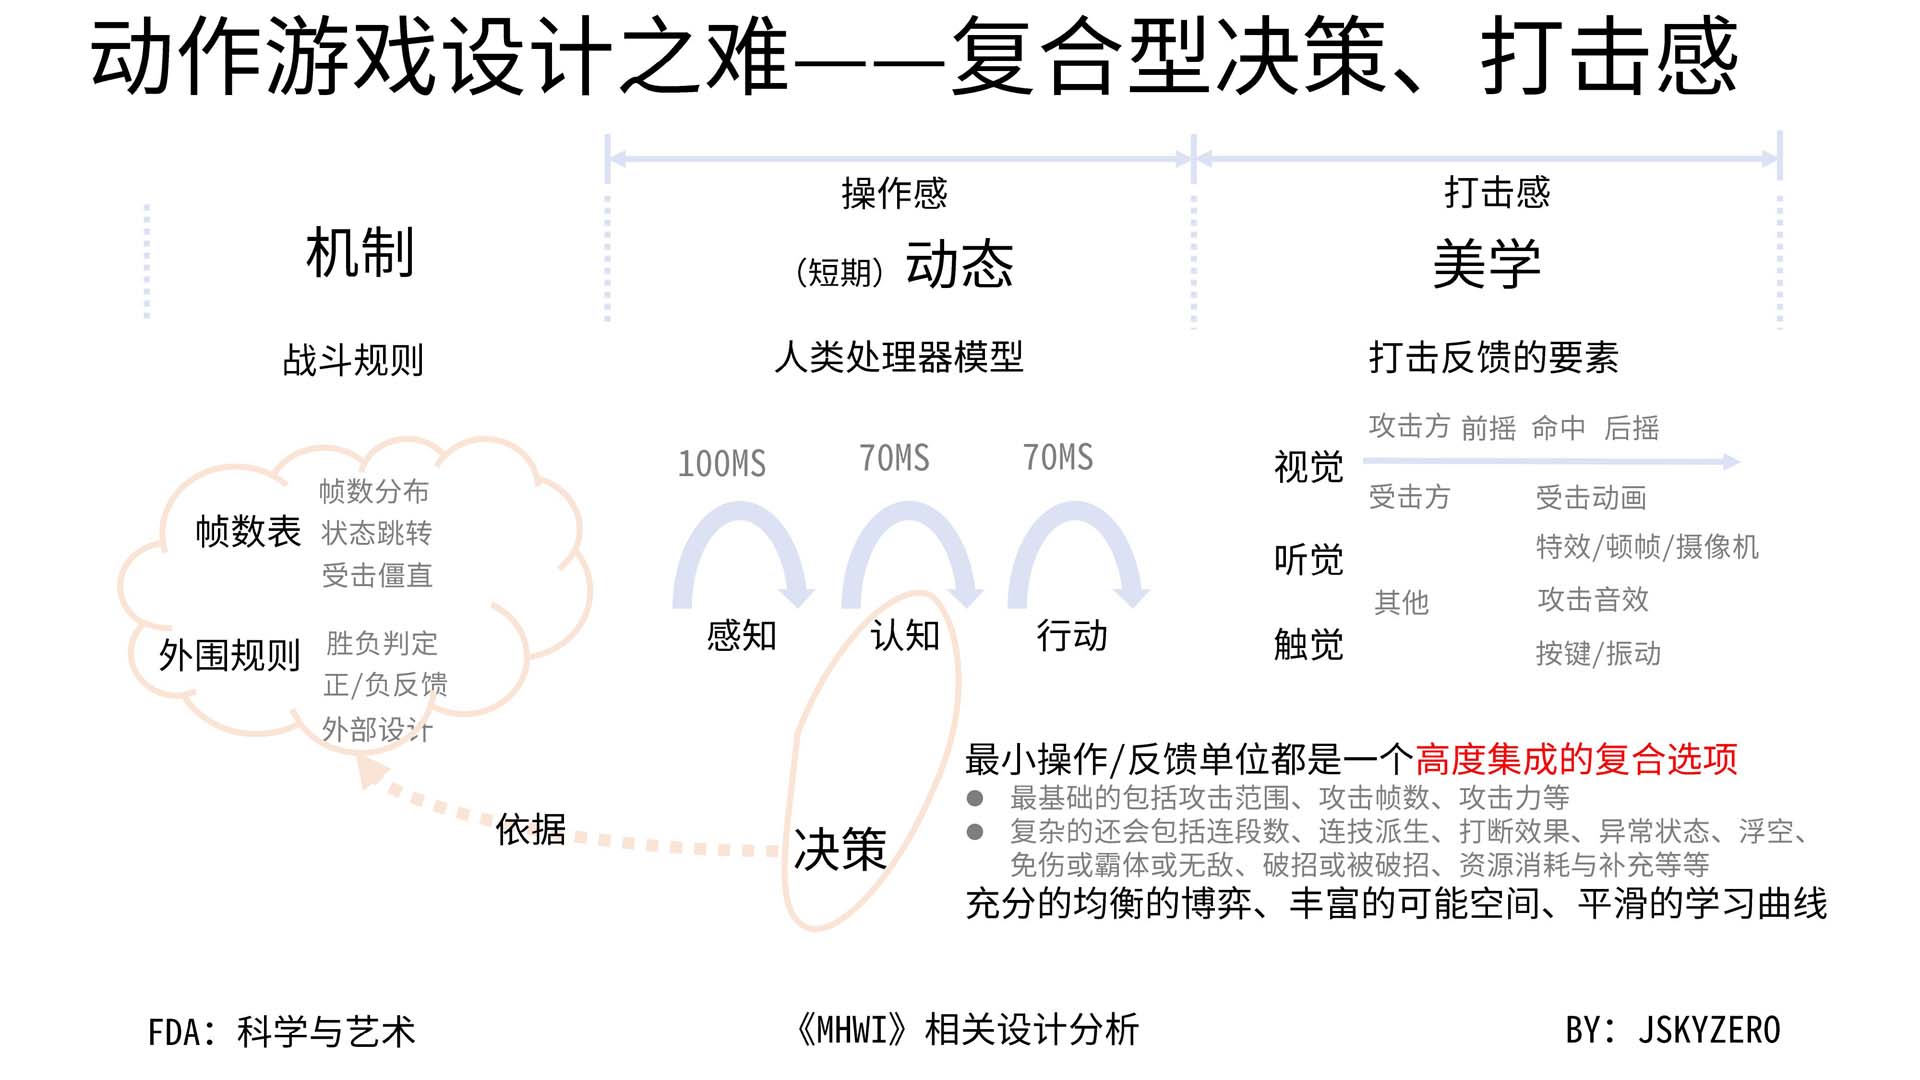 动作游戏设计之难——复合型决策、打击感
操作感
打击感
机制
（短期）动态
美学
战斗规则
人类处理器模型
打击反馈的要素
帧数表
帧数分布
状态跳转
受击僵直
外围规则
胜负判定
正/负反馈
外部设计
100MS
70MS
70MS
感知
认知
行动
依据
决策
攻击方 前摇 命中 后摇
视觉
受击方
受击动画
特效/顿帧/摄像机
听觉
其他
攻击音效
触觉
按键/振动
最小操作/反馈单位都是一个高度集成的复合选项
● 最基础的包括攻击范围、攻击帧数、攻击力等
● 复杂的还会包括连段数、连技派生、打断效果、异常状态、浮空、
免伤或霸体或无敌、破招或被破招、资源消耗与补充等等
充分的均衡的博弈、丰富的可能空间、平滑的学习曲线
FDA：科学与艺术
《MHWI》相关设计分析
BY：JSKYZERO